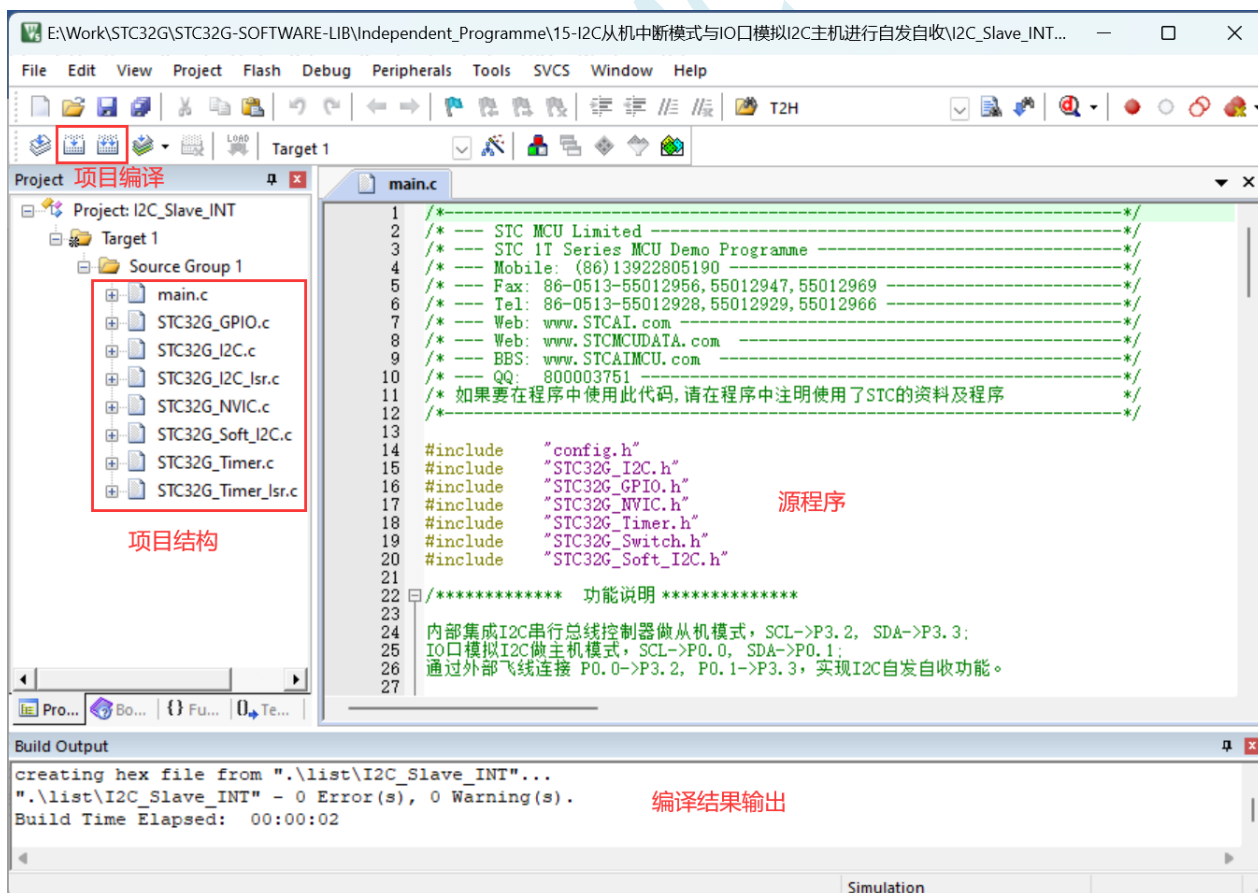 E:\Work\STC32G\STC32G-SOFTWARE-LIB\Independent_Programme\15-I2C从机中断模式与IO口模拟I2C主机进行自发自收\I2C_Slave_INT...
File Edit View Project Flash Debug Peripherals Tools SVCS Window Help
T2H
LOAD Target 1
Project 项目编译
main.c
Project: I2C_Slave_INT
Target 1
Source Group 1
main.c
STC32G_GPIO.c
STC32G_I2C.c
STC32G_I2C_Isr.c
STC32G_NVIC.c
STC32G_Soft_I2C.c
STC32G_Timer.c
STC32G_Timer_Isr.c
项目结构
1 /*---------------------------------------------------------------------*/
2 /* --- STC MCU Limited ------------------------------------------------*/
3 /* --- STC 1T Series MCU Demo Programme -------------------------------*/
4 /* --- Mobile: (86)13922805190 ----------------------------------------*/
5 /* --- Fax: 86-0513-55012956,55012947,55012969 ------------------------*/
6 /* --- Tel: 86-0513-55012928,55012929,55012966 ------------------------*/
7 /* --- Web: www.STCAI.com ---------------------------------------------*/
8 /* --- Web: www.STCMCUDATA.com  ---------------------------------------*/
9 /* --- BBS: www.STCAIMCU.com  -----------------------------------------*/
10 /* --- QQ:  800003751 -------------------------------------------------*/
11 /* 如果要在程序中使用此代码,请在程序中注明使用了STC的资料及程序            */
12 /*---------------------------------------------------------------------*/
13
14 #include "config.h"
15 #include "STC32G_I2C.h"
16 #include "STC32G_GPIO.h"
17 #include "STC32G_NVIC.h"
18 #include "STC32G_Timer.h"
19 #include "STC32G_Switch.h"
20 #include "STC32G_Soft_I2C.h"
源程序
21
22 /************* 功能说明 **************
23
24 内部集成I2C串行总线控制器做从机模式，SCL->P3.2, SDA->P3.3;
25 IO口模拟I2C做主机模式，SCL->P0.0, SDA->P0.1;
26 通过外部飞线连接 P0.0->P3.2, P0.1->P3.3，实现I2C自发自收功能。
27
Pro... Bo... {} Fu... Te...
Build Output
creating hex file from ".\list\I2C_Slave_INT"...
".\list\I2C_Slave_INT" - 0 Error(s), 0 Warning(s).
Build Time Elapsed:  00:00:02
编译结果输出
Simulation